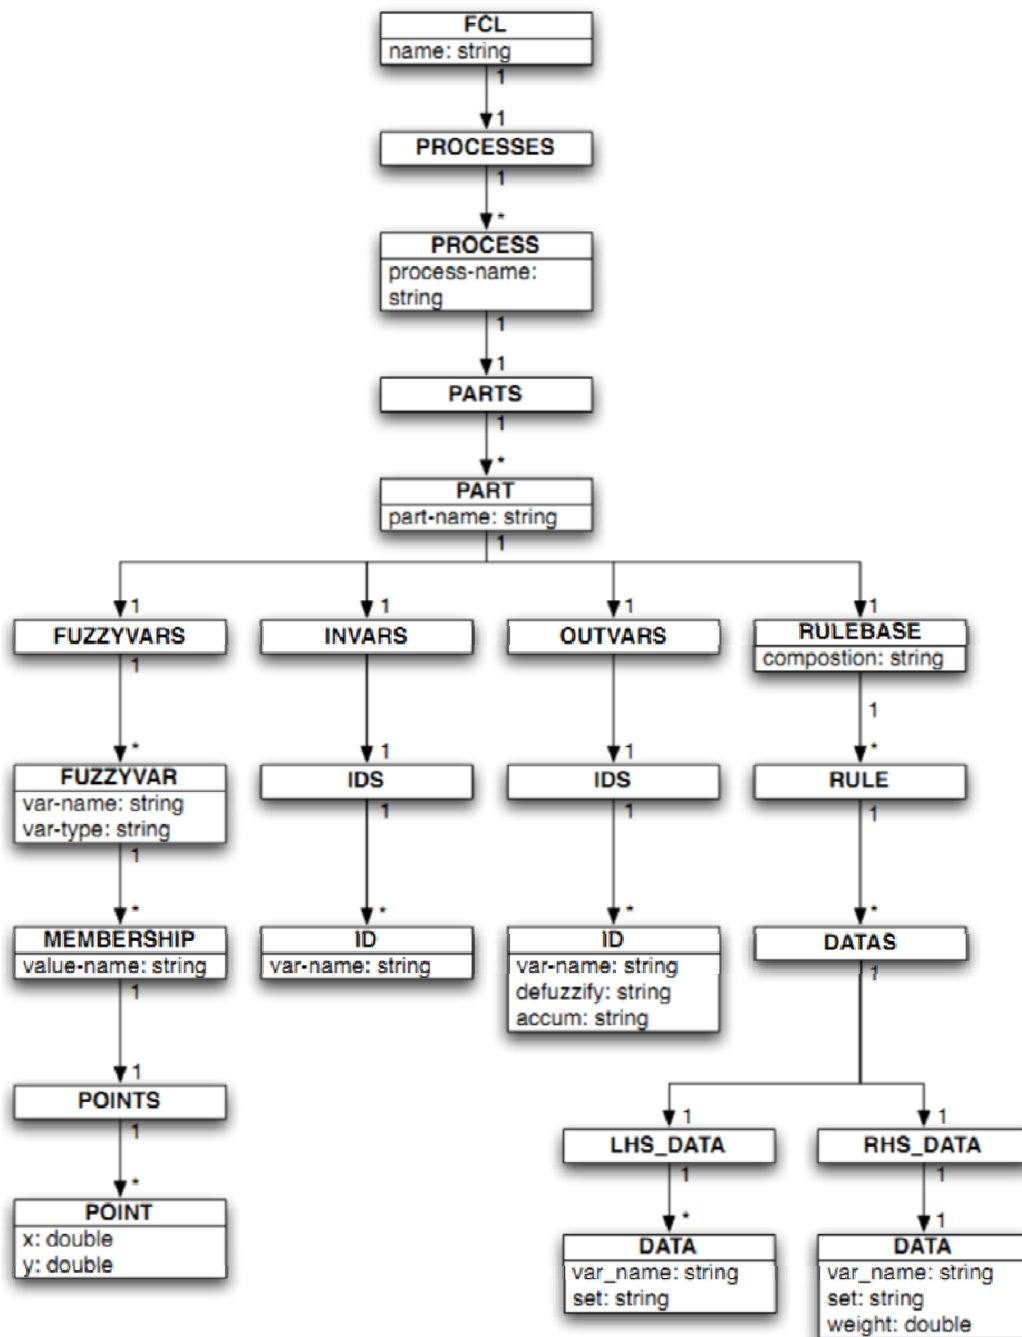 FCL
name: string
1
1
PROCESSES
1
*
PROCESS
process-name:
string
1
1
PARTS
1
*
PART
part-name: string
1
1
1
1
1
FUZZYVARS
INVARS
OUTVARS
RULEBASE
compostion: string
1
1
*
1
1
*
FUZZYVAR
var-name: string
var-type: string
IDS
IDS
RULE
1
1
1
1
*
*
*
*
MEMBERSHIP
value-name: string
ID
var-name: string
ID
var-name: string
defuzzify: string
accum: string
DATAS
1
1
1
POINTS
1
1
1
LHS_DATA
RHS_DATA
1
1
*
*
1
POINT
x: double
y: double
DATA
var_name: string
set: string
DATA
var_name: string
set: string
weight: double